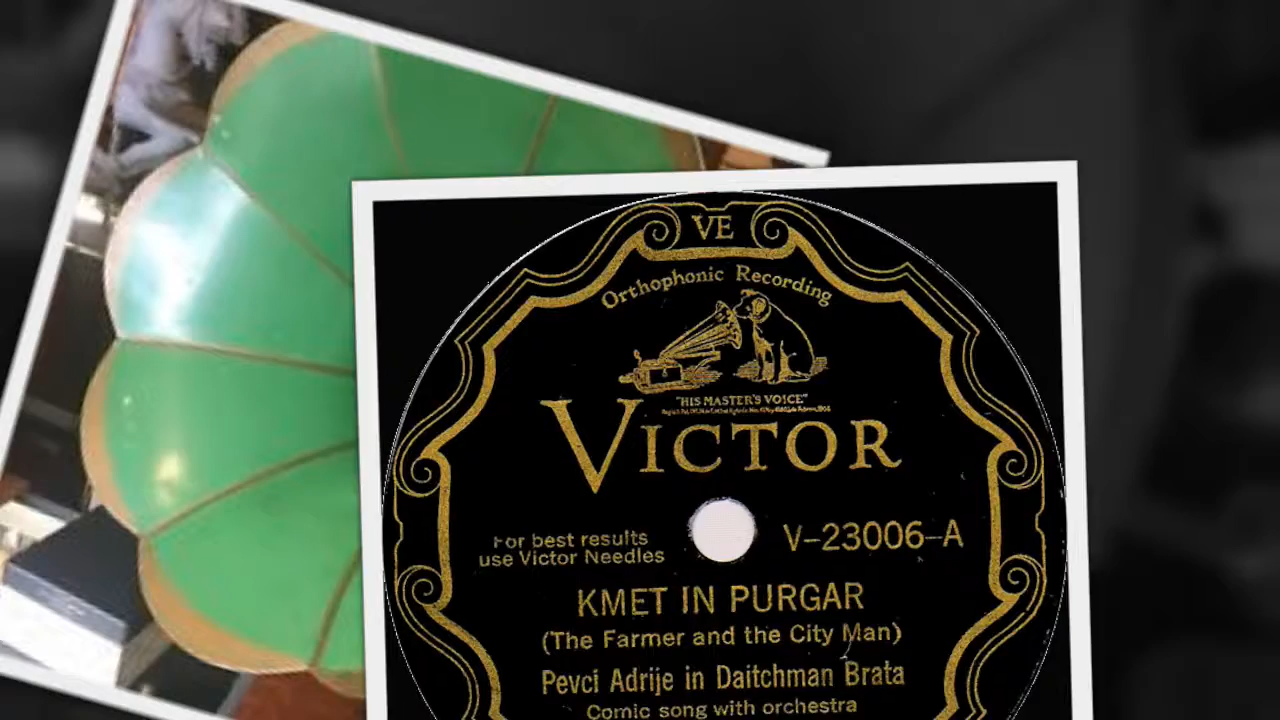 VE
Orthophonic Recording
"HIS MASTER'S VOICE"
VICTOR
For best results
use Victor Needles
V-23006-A
KMET IN PURGAR
(The Farmer and the City Man)
Pevci Adrije in Daitchman Brata
Comic song with orchestra